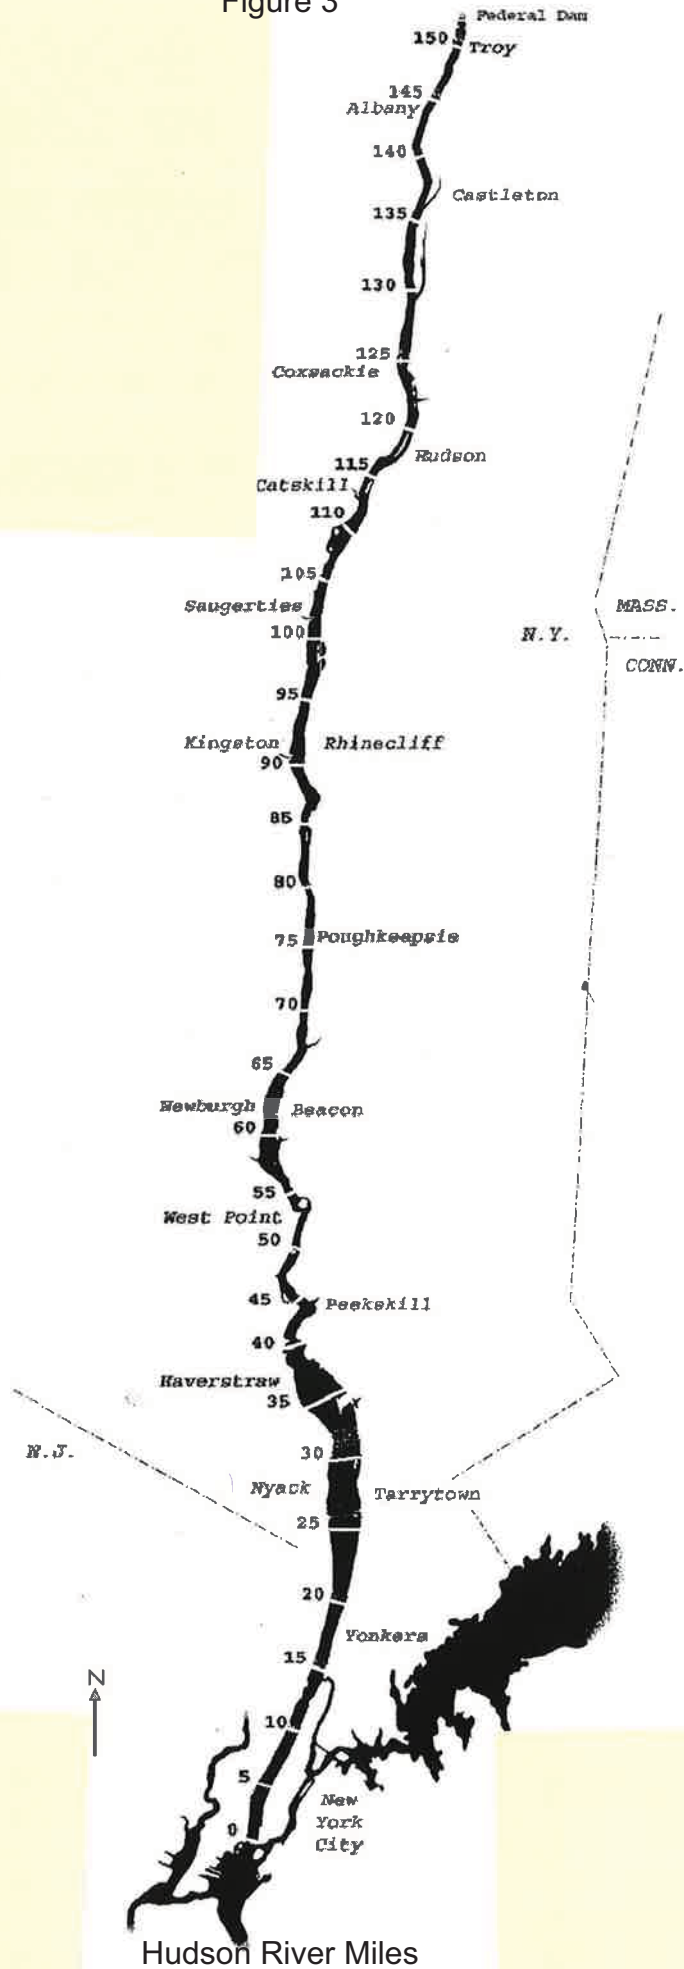 Figure 3
Federal Dam
150
Troy
145
Albany
140
Castleton
135
130
125
Coxsackie
120
Hudson
115
Catskill
110
105
Saugerties
MASS.
100
N.Y.
CONN.
95
Kingston
Rhinecliff
90
85
80
75
Poughkeepsie
70
65
Newburgh
Beacon
60
55
West Point
50
45
Peekskill
40
Haverstraw
35
N.J.
30
Nyack
Tarrytown
25
20
Yonkers
15
N
10
5
New
York
City
0
Hudson River Miles